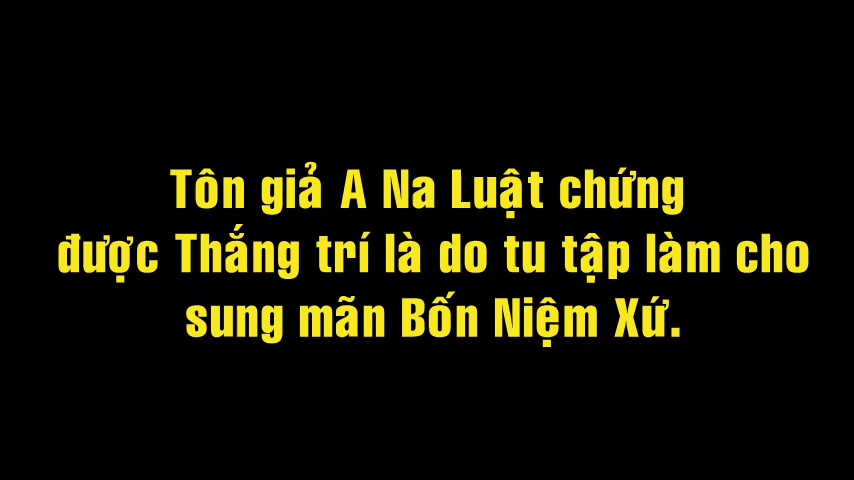 Tôn giả A Na Luật chứng
được Thắng trí là do tu tập làm cho
sung mãn Bốn Niệm Xứ.